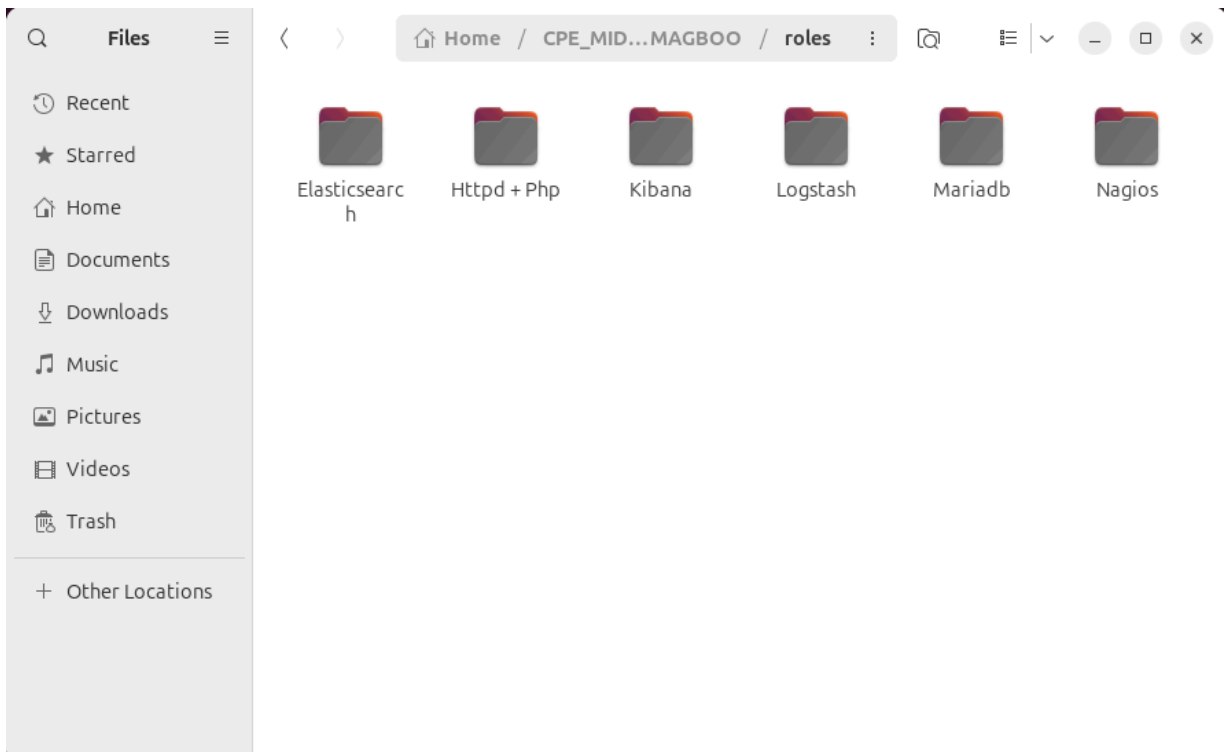 Files
Home / CPE_MID...MAGBOO / roles
Recent
Starred
Home
Documents
Downloads
Music
Pictures
Videos
Trash
+ Other Locations
Elasticsearc
h
Httpd + Php
Kibana
Logstash
Mariadb
Nagios